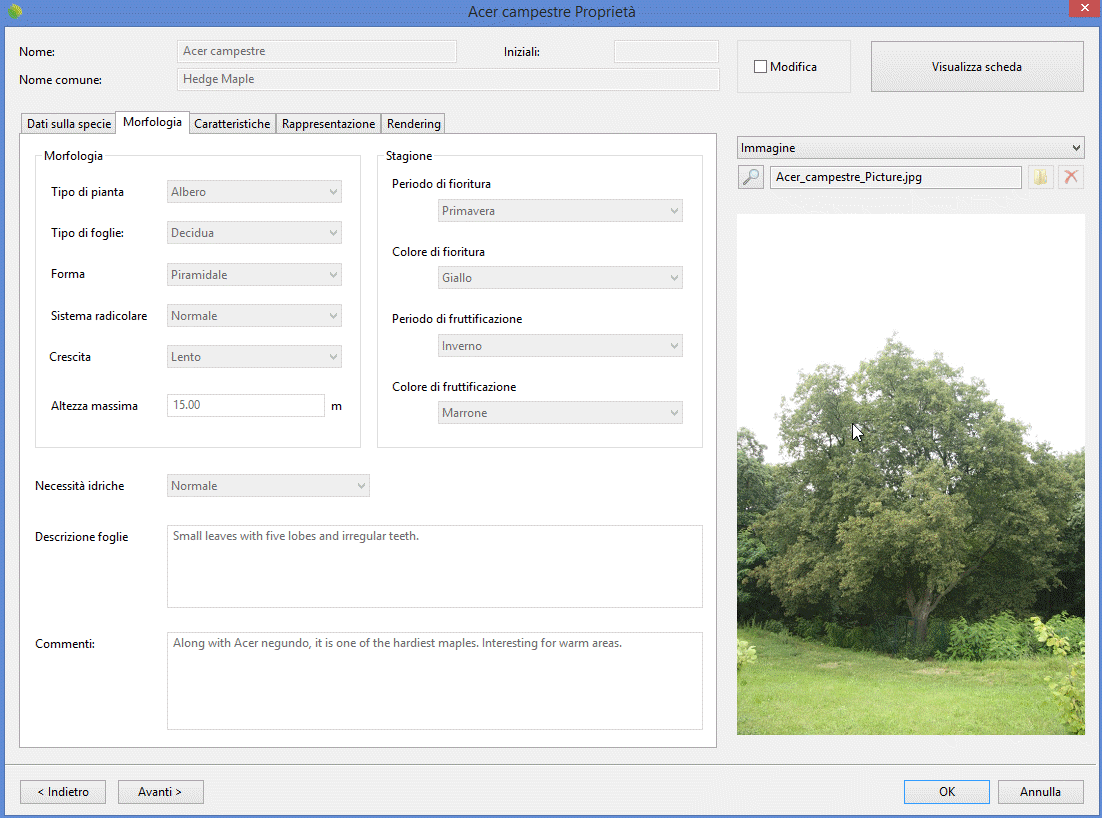 Acer campestre Proprietà
Nome:
Acer campestre
Iniziali:
Modifica
Visualizza scheda
Nome comune:
Hedge Maple
Dati sulla specie
Morfologia
Caratteristiche
Rappresentazione
Rendering
Morfologia
Tipo di pianta
Albero
Tipo di foglie:
Decidua
Forma
Piramidale
Sistema radicolare
Normale
Crescita
Lento
Altezza massima
15.00
m
Stagione
Periodo di fioritura
Primavera
Colore di fioritura
Giallo
Periodo di fruttificazione
Inverno
Colore di fruttificazione
Marrone
Necessità idriche
Normale
Descrizione foglie
Small leaves with five lobes and irregular teeth.
Commenti:
Along with Acer negundo, it is one of the hardiest maples. Interesting for warm areas.
Immagine
Acer_campestre_Picture.jpg
< Indietro
Avanti >
OK
Annulla